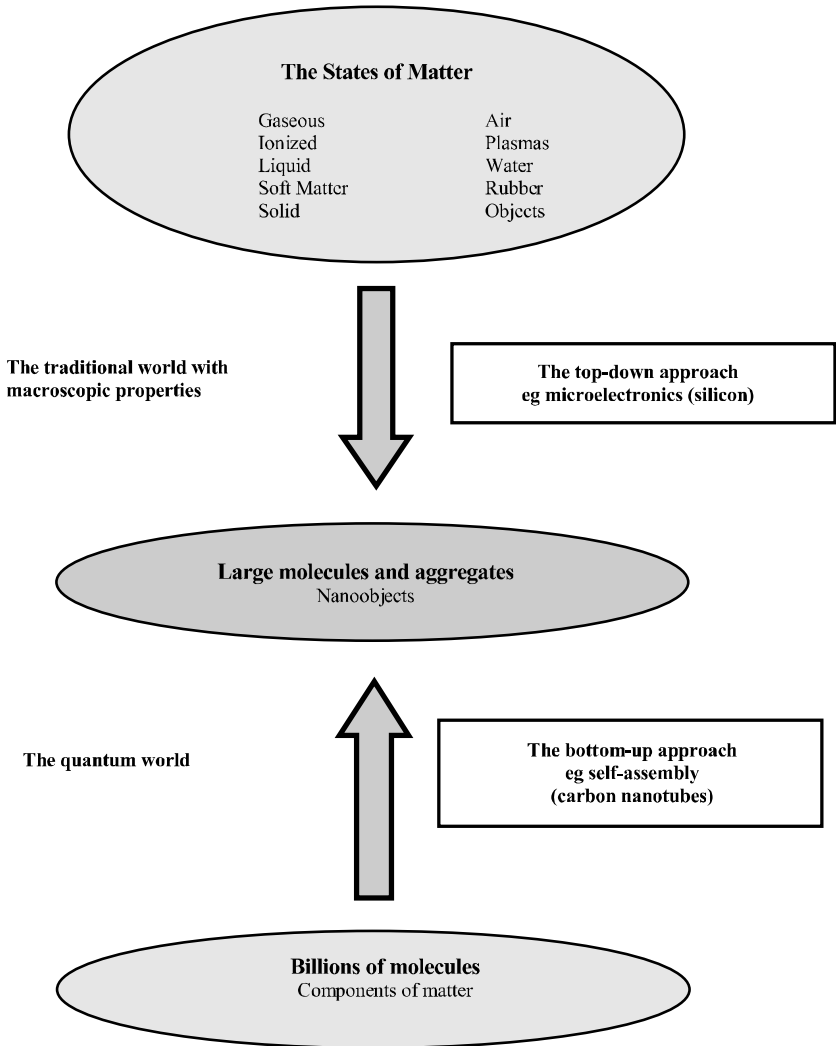 The States of Matter
Gaseous Air
Ionized Plasmas
Liquid Water
Soft Matter Rubber
Solid Objects
The traditional world with
macroscopic properties
The top-down approach
eg microelectronics (silicon)
Large molecules and aggregates
Nanoobjects
The quantum world
The bottom-up approach
eg self-assembly
(carbon nanotubes)
Billions of molecules
Components of matter